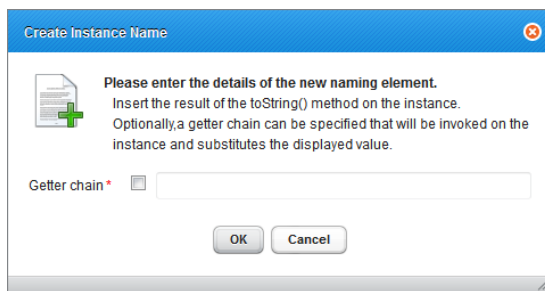 Create Instance Name
Please enter the details of the new naming element.
Insert the result of the toString() method on the instance.
Optionally,a getter chain can be specified that will be invoked on the
instance and substitutes the displayed value.
Getter chain *
OK Cancel